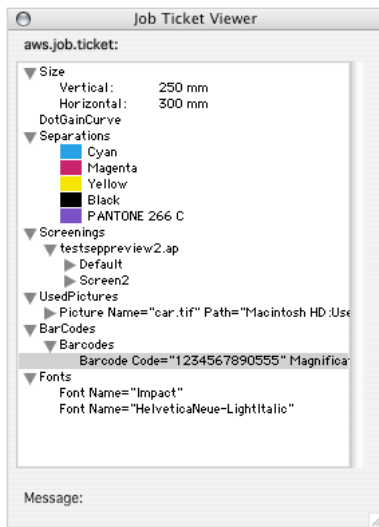 Job Ticket Viewer
aws.job.ticket:
Size
Vertical: 250 mm
Horizontal: 300 mm
DotGainCurve
Separations
Cyan
Magenta
Yellow
Black
PANTONE 266 C
Screenings
testseppreview2.ap
Default
Screen2
UsedPictures
Picture Name="car.tif" Path="Macintosh HD:Use
BarCodes
Barcodes
Barcode Code="1234567890555" Magnificat
Fonts
Font Name="Impact"
Font Name="HelveticaNeue-LightItalic"
Message: